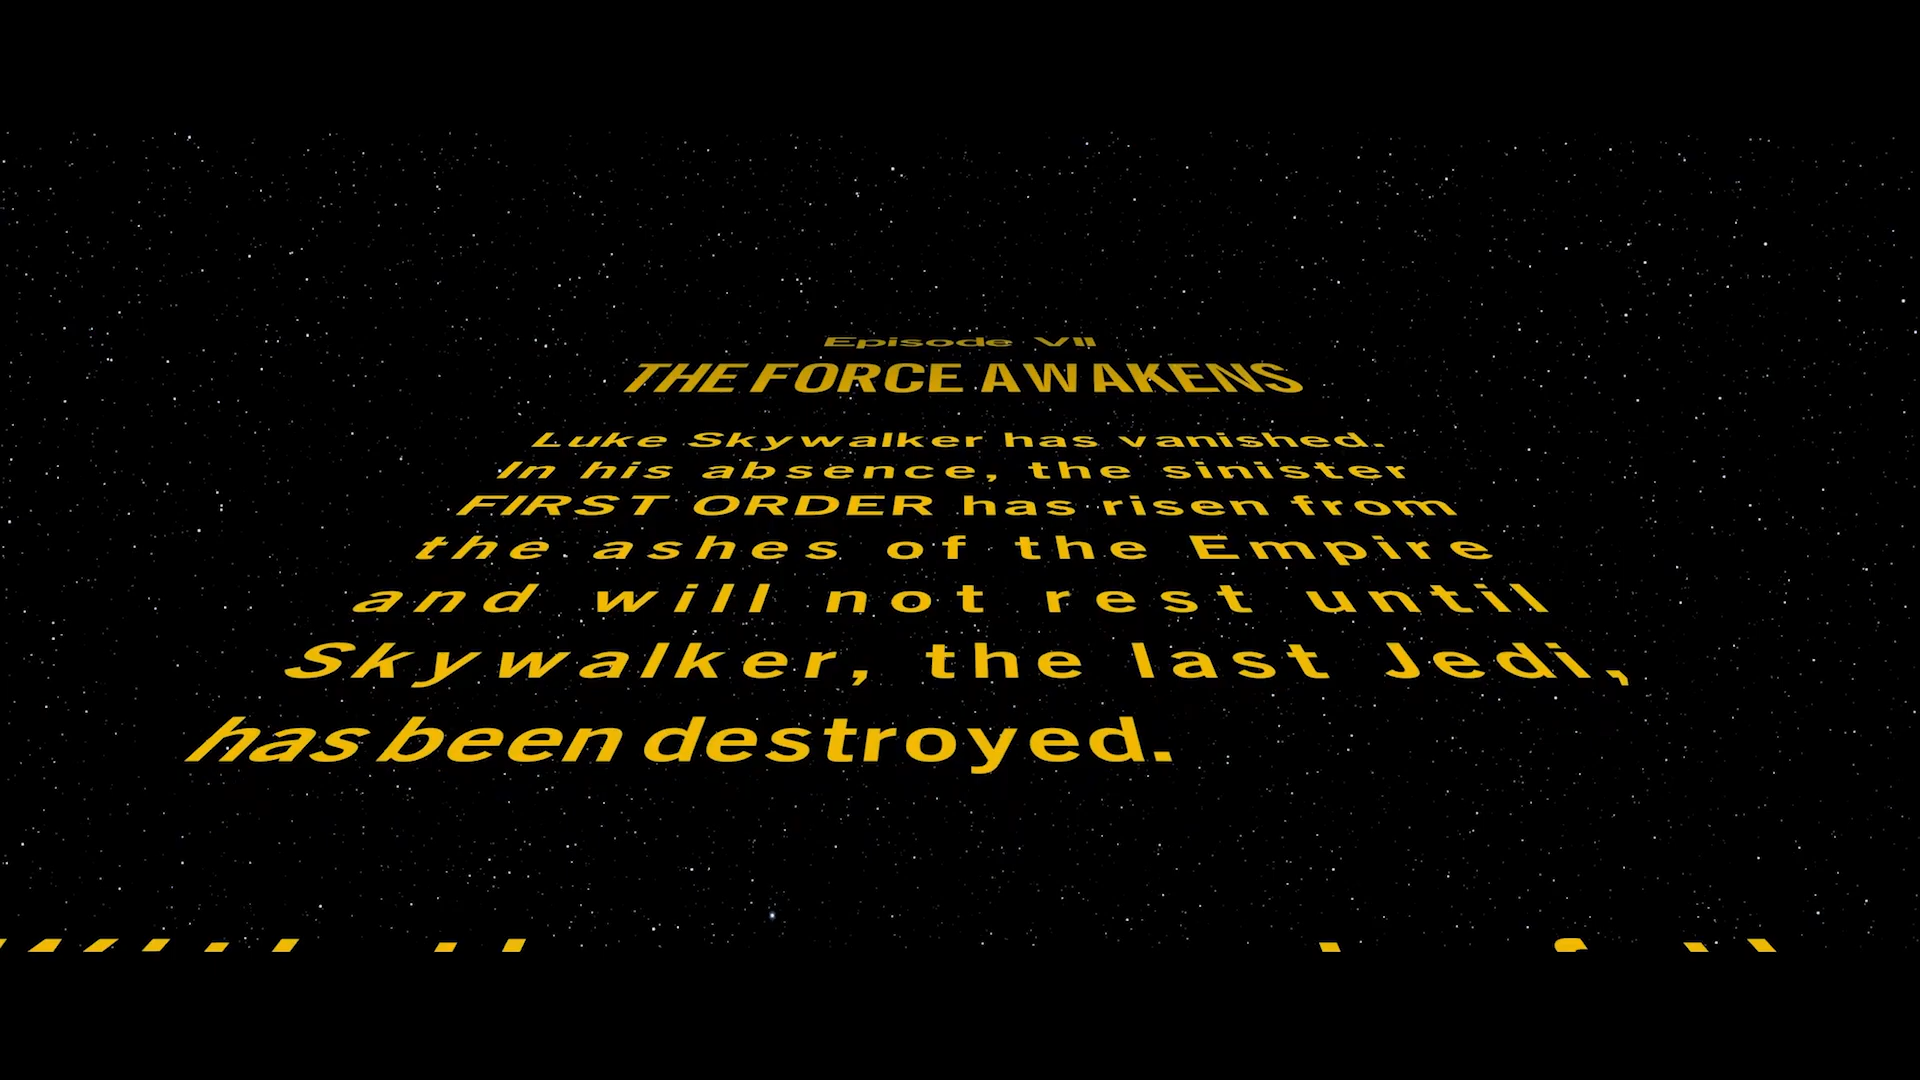 Episode VII
THE FORCE AWAKENS
Luke Skywalker has vanished.
In his absence, the sinister
FIRST ORDER has risen from
the ashes of the Empire
and will not rest until
Skywalker, the last Jedi,
has been destroyed.